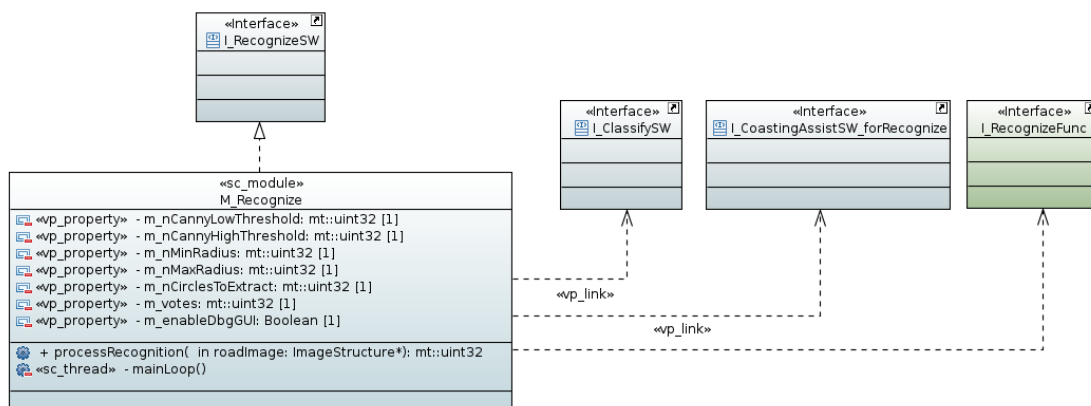 «Interface»
I_RecognizeSW
«Interface»
I_ClassifySW
«Interface»
I_CoastingAssistSW_forRecognize
«Interface»
I_RecognizeFunc
«sc_module»
M_Recognize
«vp_property» - m_nCannyLowThreshold: mt::uint32 [1]
«vp_property» - m_nCannyHighThreshold: mt::uint32 [1]
«vp_property» - m_nMinRadius: mt::uint32 [1]
«vp_property» - m_nMaxRadius: mt::uint32 [1]
«vp_property» - m_nCirclesToExtract: mt::uint32 [1]
«vp_property» - m_votes: mt::uint32 [1]
«vp_property» - m_enableDbgGUI: Boolean [1]
+ processRecognition( in roadImage: ImageStructure*): mt::uint32
«sc_thread» - mainLoop()
«vp_link»
«vp_link»